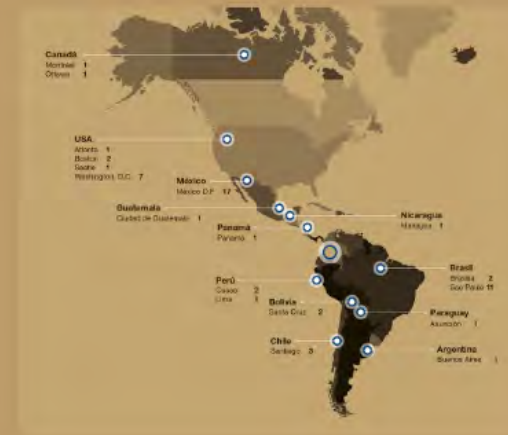 Canadá
Montreal 1
Ottawa 1
USA
Atlanta 1
Boston 2
Seattle 1
Washington, D.C. 7
México
México D.F. 17
Guatemala
Ciudad de Guatemala 1
Nicaragua
Managua 1
Panamá
Panamá 1
Perú
Cusco 2
Lima
Brasil
Brasilia 2
Sao Paulo 11
Bolivia
Santa Cruz 2
Paraguay
Asunción 1
Chile
Santiago 3
Argentina
Buenos Aires 1